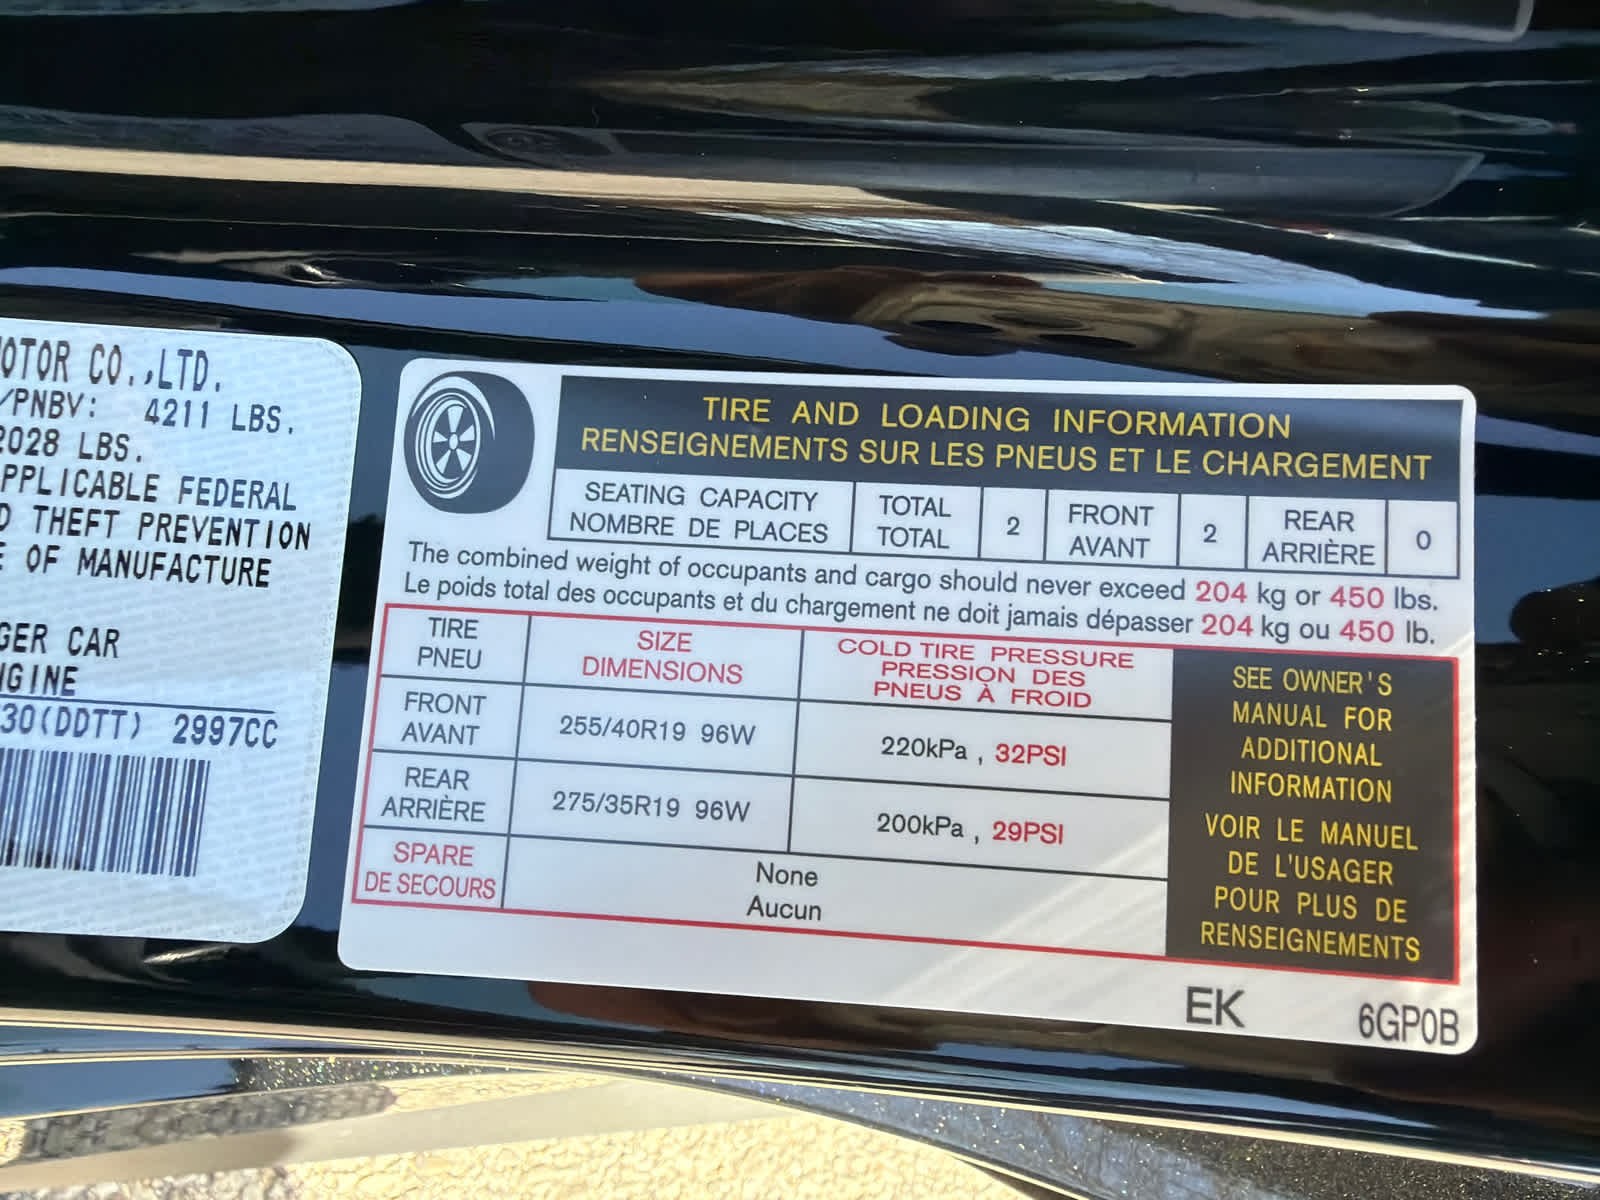 MOTOR CO.,LTD.
/PNBV: 4211 LBS.
2028 LBS.
APPLICABLE FEDERAL
THEFT PREVENTION
OF MANUFACTURE
CAR
30(DDTT) 2997CC
TIRE AND LOADING INFORMATION
RENSEIGNEMENTS SUR LES PNEUS ET LE CHARGEMENT
SEATING CAPACITY
NOMBRE DE PLACES
TOTAL
TOTAL
2
FRONT
AVANT
2
REAR
ARRIÈRE
0
The combined weight of occupants and cargo should never exceed 204 kg or 450 lbs.
Le poids total des occupants et du chargement ne doit jamais dépasser 204 kg ou 450 lb.
TIRE
PNEU
SIZE
DIMENSIONS
COLD TIRE PRESSURE
PRESSION DES
PNEUS À FROID
FRONT
AVANT
255/40R19 96W
220kPa , 32PSI
REAR
ARRIÈRE
275/35R19 96W
200kPa , 29PSI
SPARE
DE SECOURS
None
Aucun
SEE OWNER'S
MANUAL FOR
ADDITIONAL
INFORMATION
VOIR LE MANUEL
DE L'USAGER
POUR PLUS DE
RENSEIGNEMENTS
EK
6GP0B